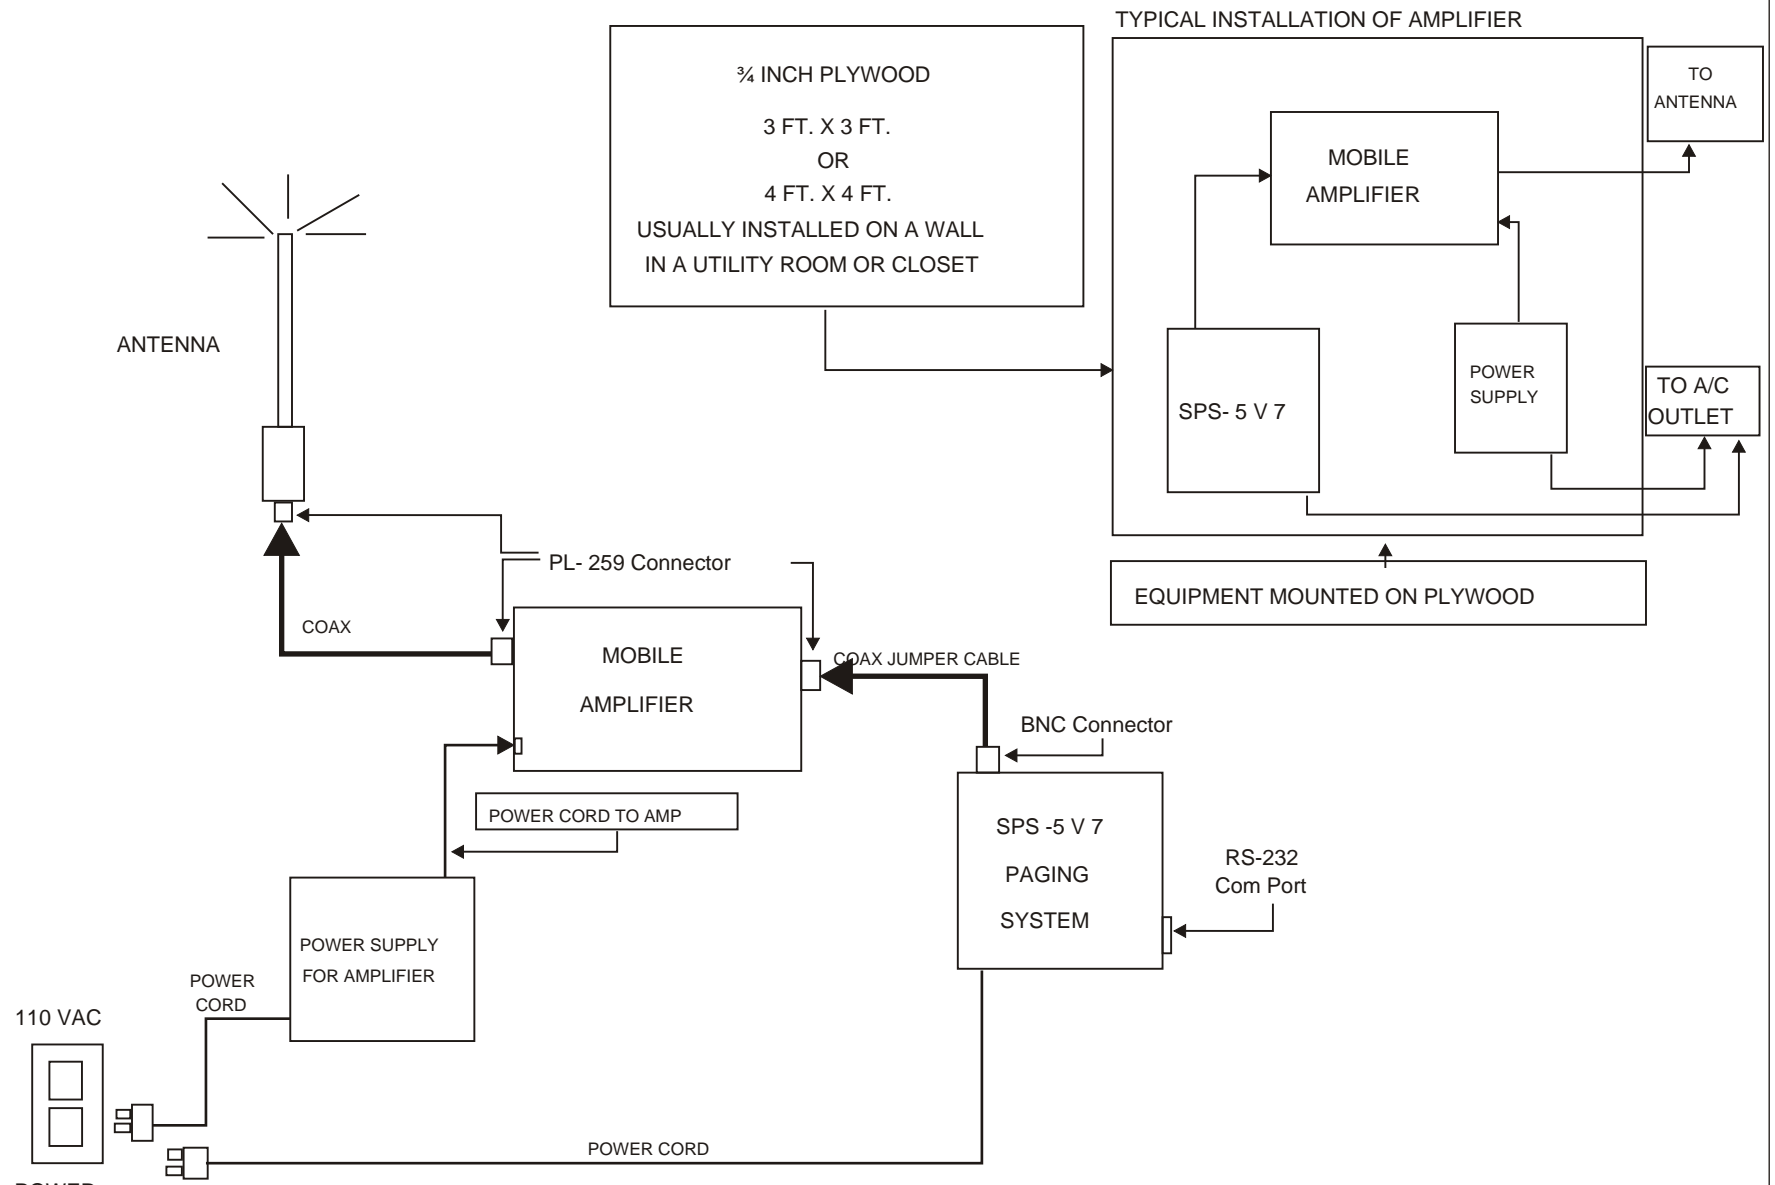 TYPICAL INSTALLATION OF AMPLIFIER
¾ INCH PLYWOOD
3 FT. X 3 FT.
OR
4 FT. X 4 FT.
USUALLY INSTALLED ON A WALL
IN A UTILITY ROOM OR CLOSET
TO
ANTENNA
MOBILE
AMPLIFIER
SPS- 5 V 7
POWER
SUPPLY
TO A/C
OUTLET
EQUIPMENT MOUNTED ON PLYWOOD
ANTENNA
PL- 259 Connector
COAX
MOBILE
AMPLIFIER
COAX JUMPER CABLE
BNC Connector
POWER CORD TO AMP
SPS -5 V 7
PAGING
SYSTEM
RS-232
Com Port
POWER SUPPLY
FOR AMPLIFIER
POWER
CORD
110 VAC
POWER CORD